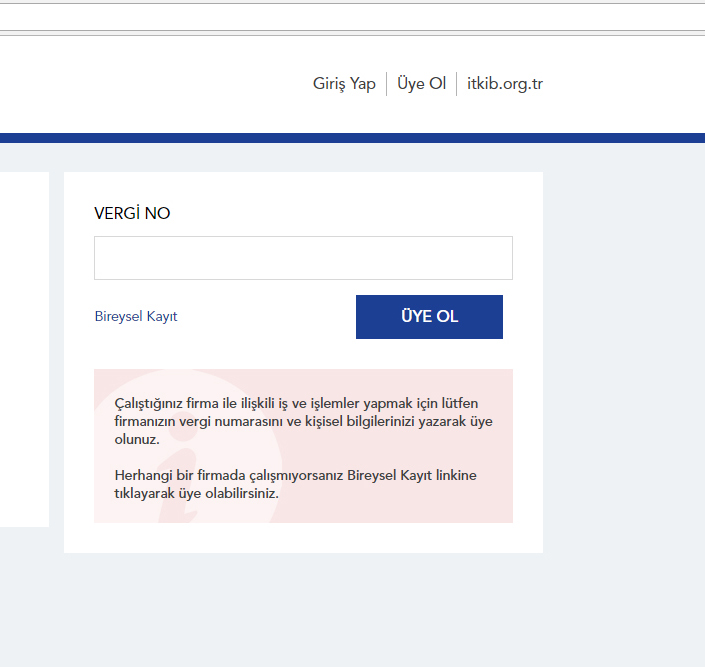 Giriş Yap
Üye Ol
itkib.org.tr
VERGİ NO
Bireysel Kayıt
ÜYE OL
Çalıştığınız firma ile ilişkili iş ve işlemler yapmak için lütfen
firmanızın vergi numarasını ve kişisel bilgilerinizi yazarak üye
olunuz.
Herhangi bir firmada çalışmıyorsanız Bireysel Kayıt linkine
tıklayarak üye olabilirsiniz.